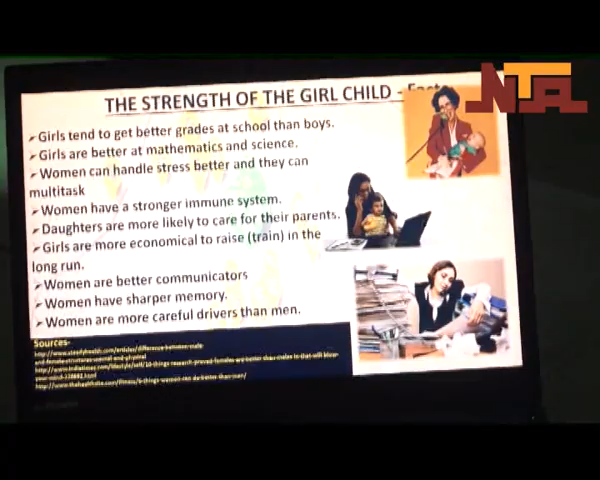 NTA
THE STRENGTH OF THE GIRL CHILD - Facts
➢Girls tend to get better grades at school than boys.
➢Girls are better at mathematics and science.
➢Women can handle stress better and they can
multitask
➢Women have a stronger immune system.
➢Daughters are more likely to care for their parents.
➢Girls are more economical to raise (train) in the
long run.
➢Women are better communicators
➢Women have sharper memory.
➢Women are more careful drivers than men.
Sources-